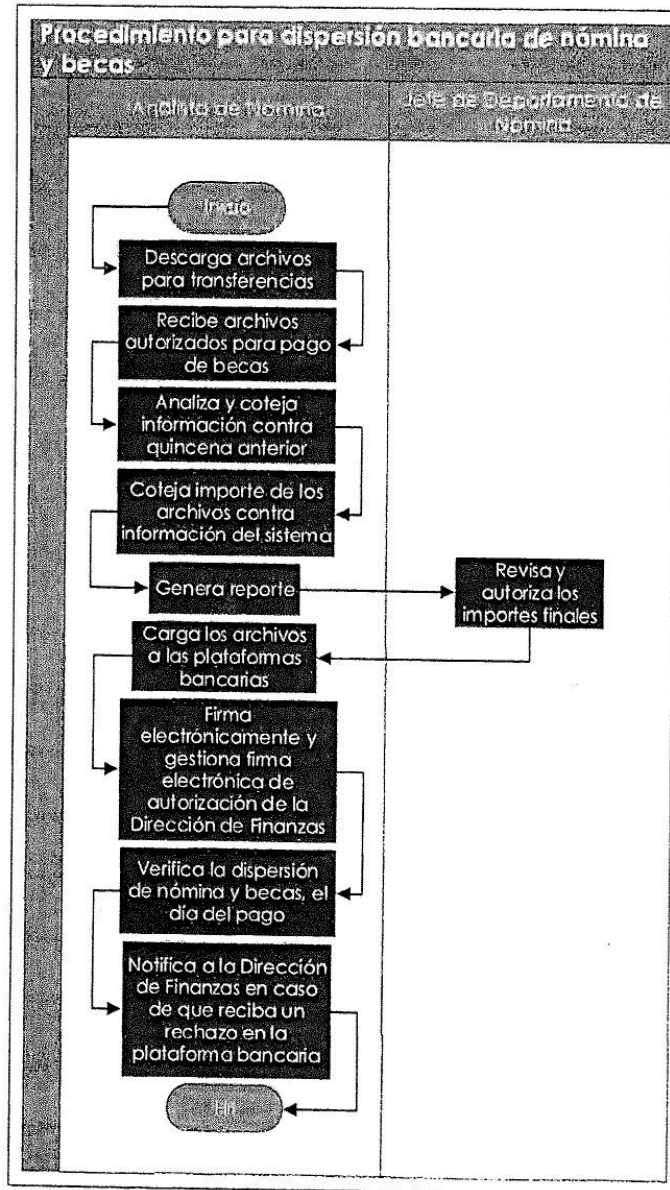 Procedimiento para dispersión bancaria de nómina
y becas
Analista de Nómina
Jefe de Departamento de
Nómina
Inicio
Descarga archivos
para transferencias
Recibe archivos
autorizados para pago
de becas
Analiza y coteja
información contra
quincena anterior
Coteja importe de los
archivos contra
información del sistema
Genera reporte
Revisa y
autoriza los
importes finales
Carga los archivos
a las plataformas
bancarias
Firma
electrónicamente y
gestiona firma
electrónica de
autorización de la
Dirección de Finanzas
Verifica la dispersión
de nómina y becas, el
día del pago
Notifica a la Dirección
de Finanzas en caso
de que reciba un
rechazo en la
plataforma bancaria
Fin